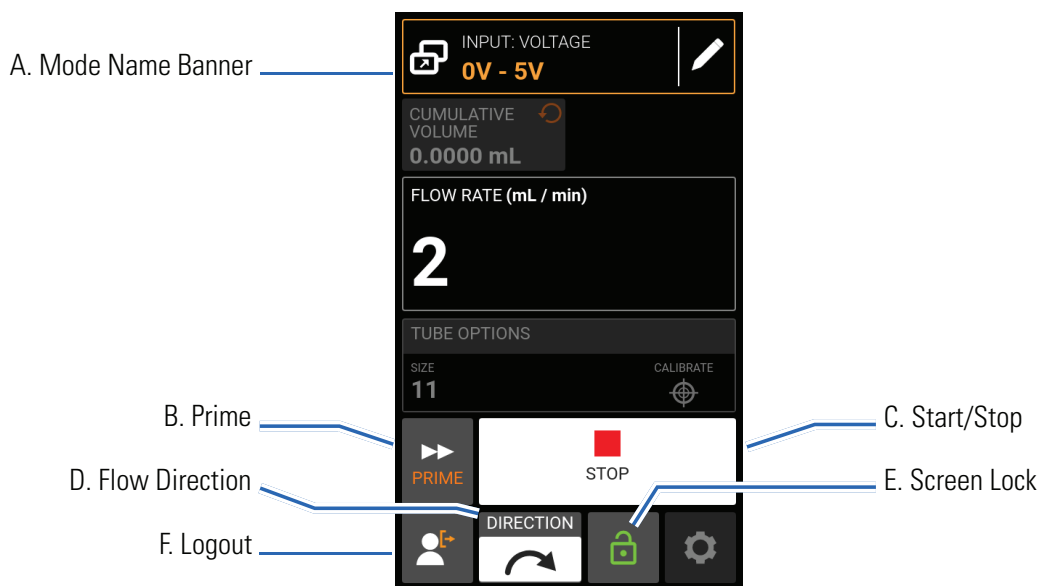 A. Mode Name Banner
INPUT: VOLTAGE
0V - 5V
CUMULATIVE
VOLUME
0.0000 mL
FLOW RATE (mL / min)
2
TUBE OPTIONS
SIZE
11
CALIBRATE
B. Prime
PRIME
STOP
C. Start/Stop
D. Flow Direction
DIRECTION
E. Screen Lock
F. Logout